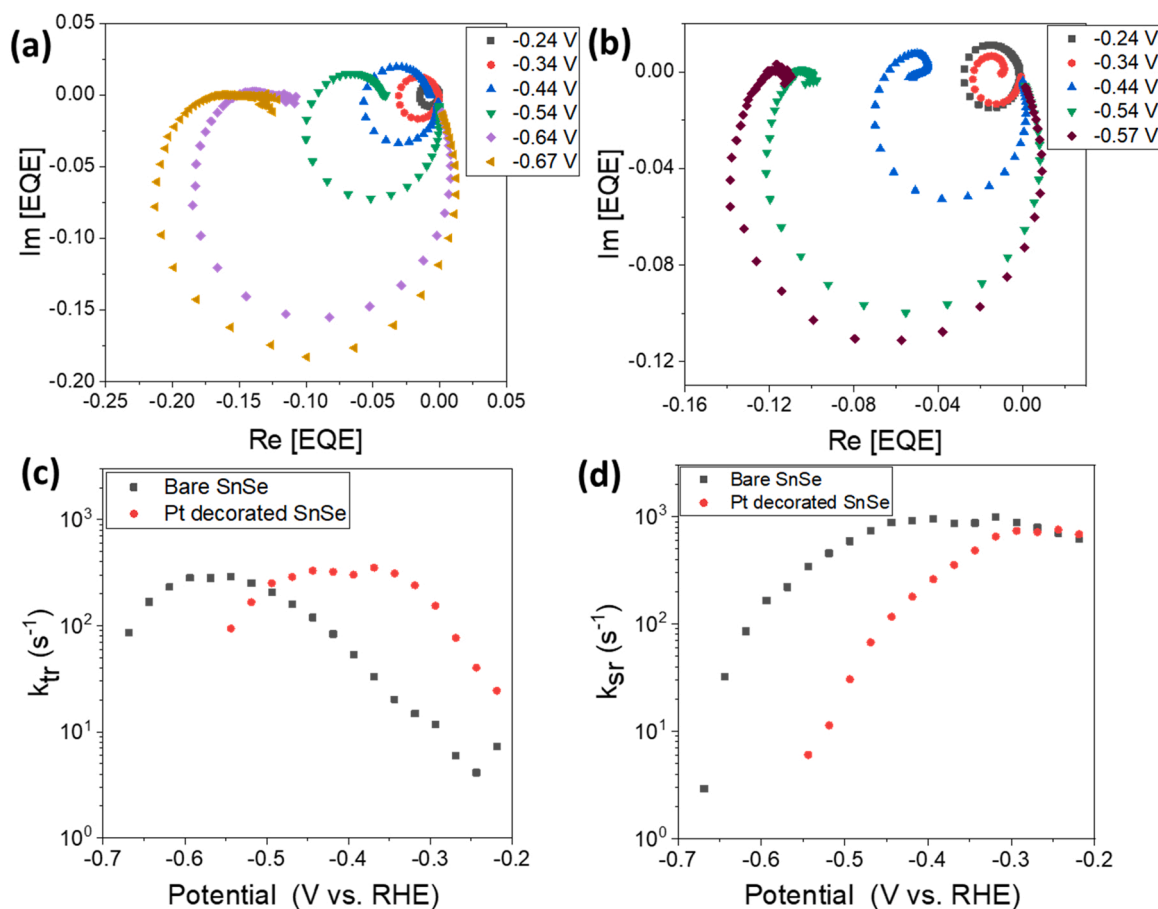 (a)
0.05
0.00
-0.05
-0.10
-0.15
-0.20
Im [EQE]
-0.25
-0.20
-0.15
-0.10
-0.05
0.00
0.05
Re [EQE]
-0.24 V
-0.34 V
-0.44 V
-0.54 V
-0.64 V
-0.67 V
(b)
0.00
-0.04
-0.08
-0.12
Im [EQE]
-0.16
-0.12
-0.08
-0.04
0.00
Re [EQE]
-0.24 V
-0.34 V
-0.44 V
-0.54 V
-0.57 V
(c)
Bare SnSe
Pt decorated SnSe
10³
10²
10¹
10⁰
kₜᵣ (s⁻¹)
-0.7
-0.6
-0.5
-0.4
-0.3
-0.2
Potential (V vs. RHE)
(d)
Bare SnSe
Pt decorated SnSe
10³
10²
10¹
10⁰
kₛᵣ (s⁻¹)
-0.7
-0.6
-0.5
-0.4
-0.3
-0.2
Potential (V vs. RHE)